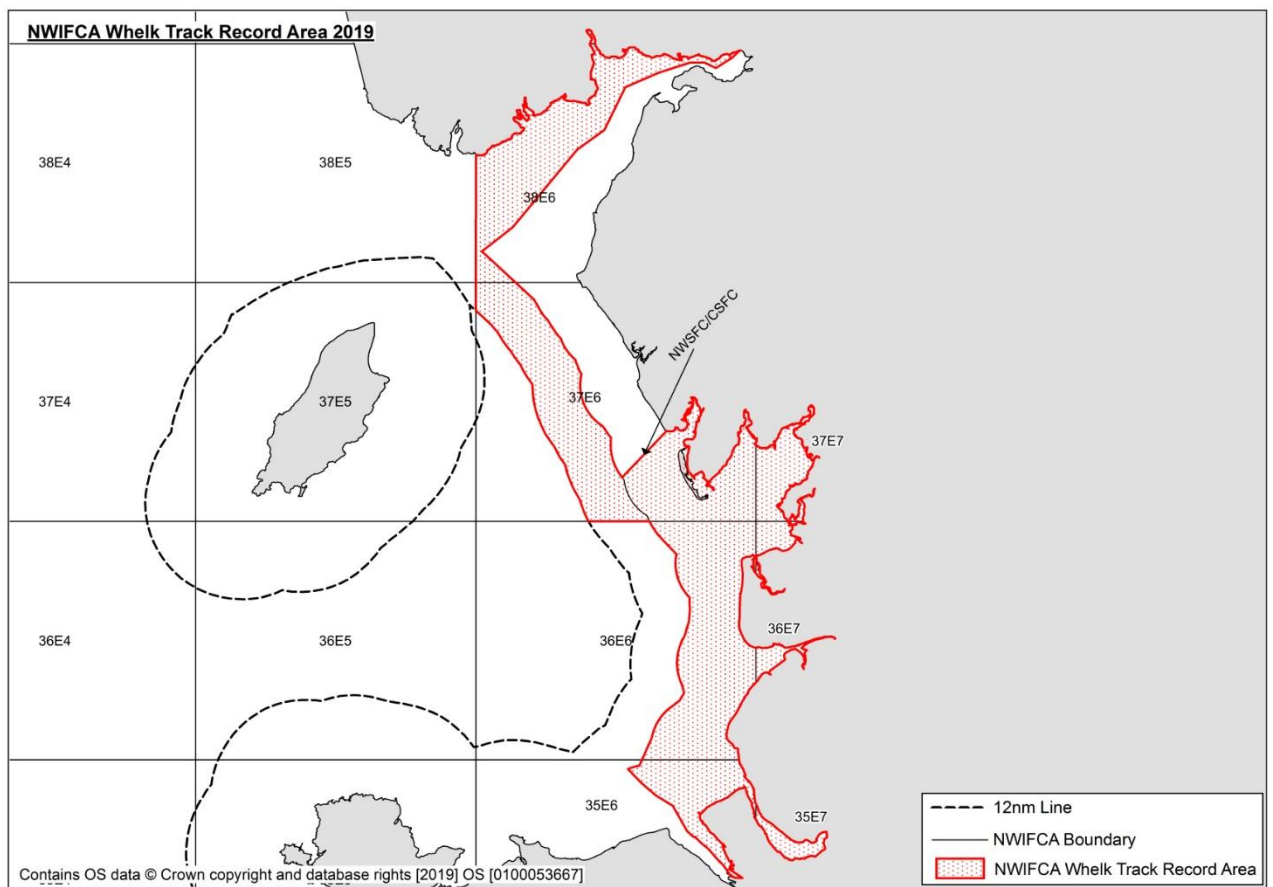 NWIFCA Whelk Track Record Area 2019
38E4
38E5
38E6
NWSFC/CSFC
37E4
37E5
37E6
37E7
36E4
36E5
36E6
36E7
35E6
35E7
12nm Line
NWIFCA Boundary
NWIFCA Whelk Track Record Area
Contains OS data © Crown copyright and database rights [2019] OS [0100053667]